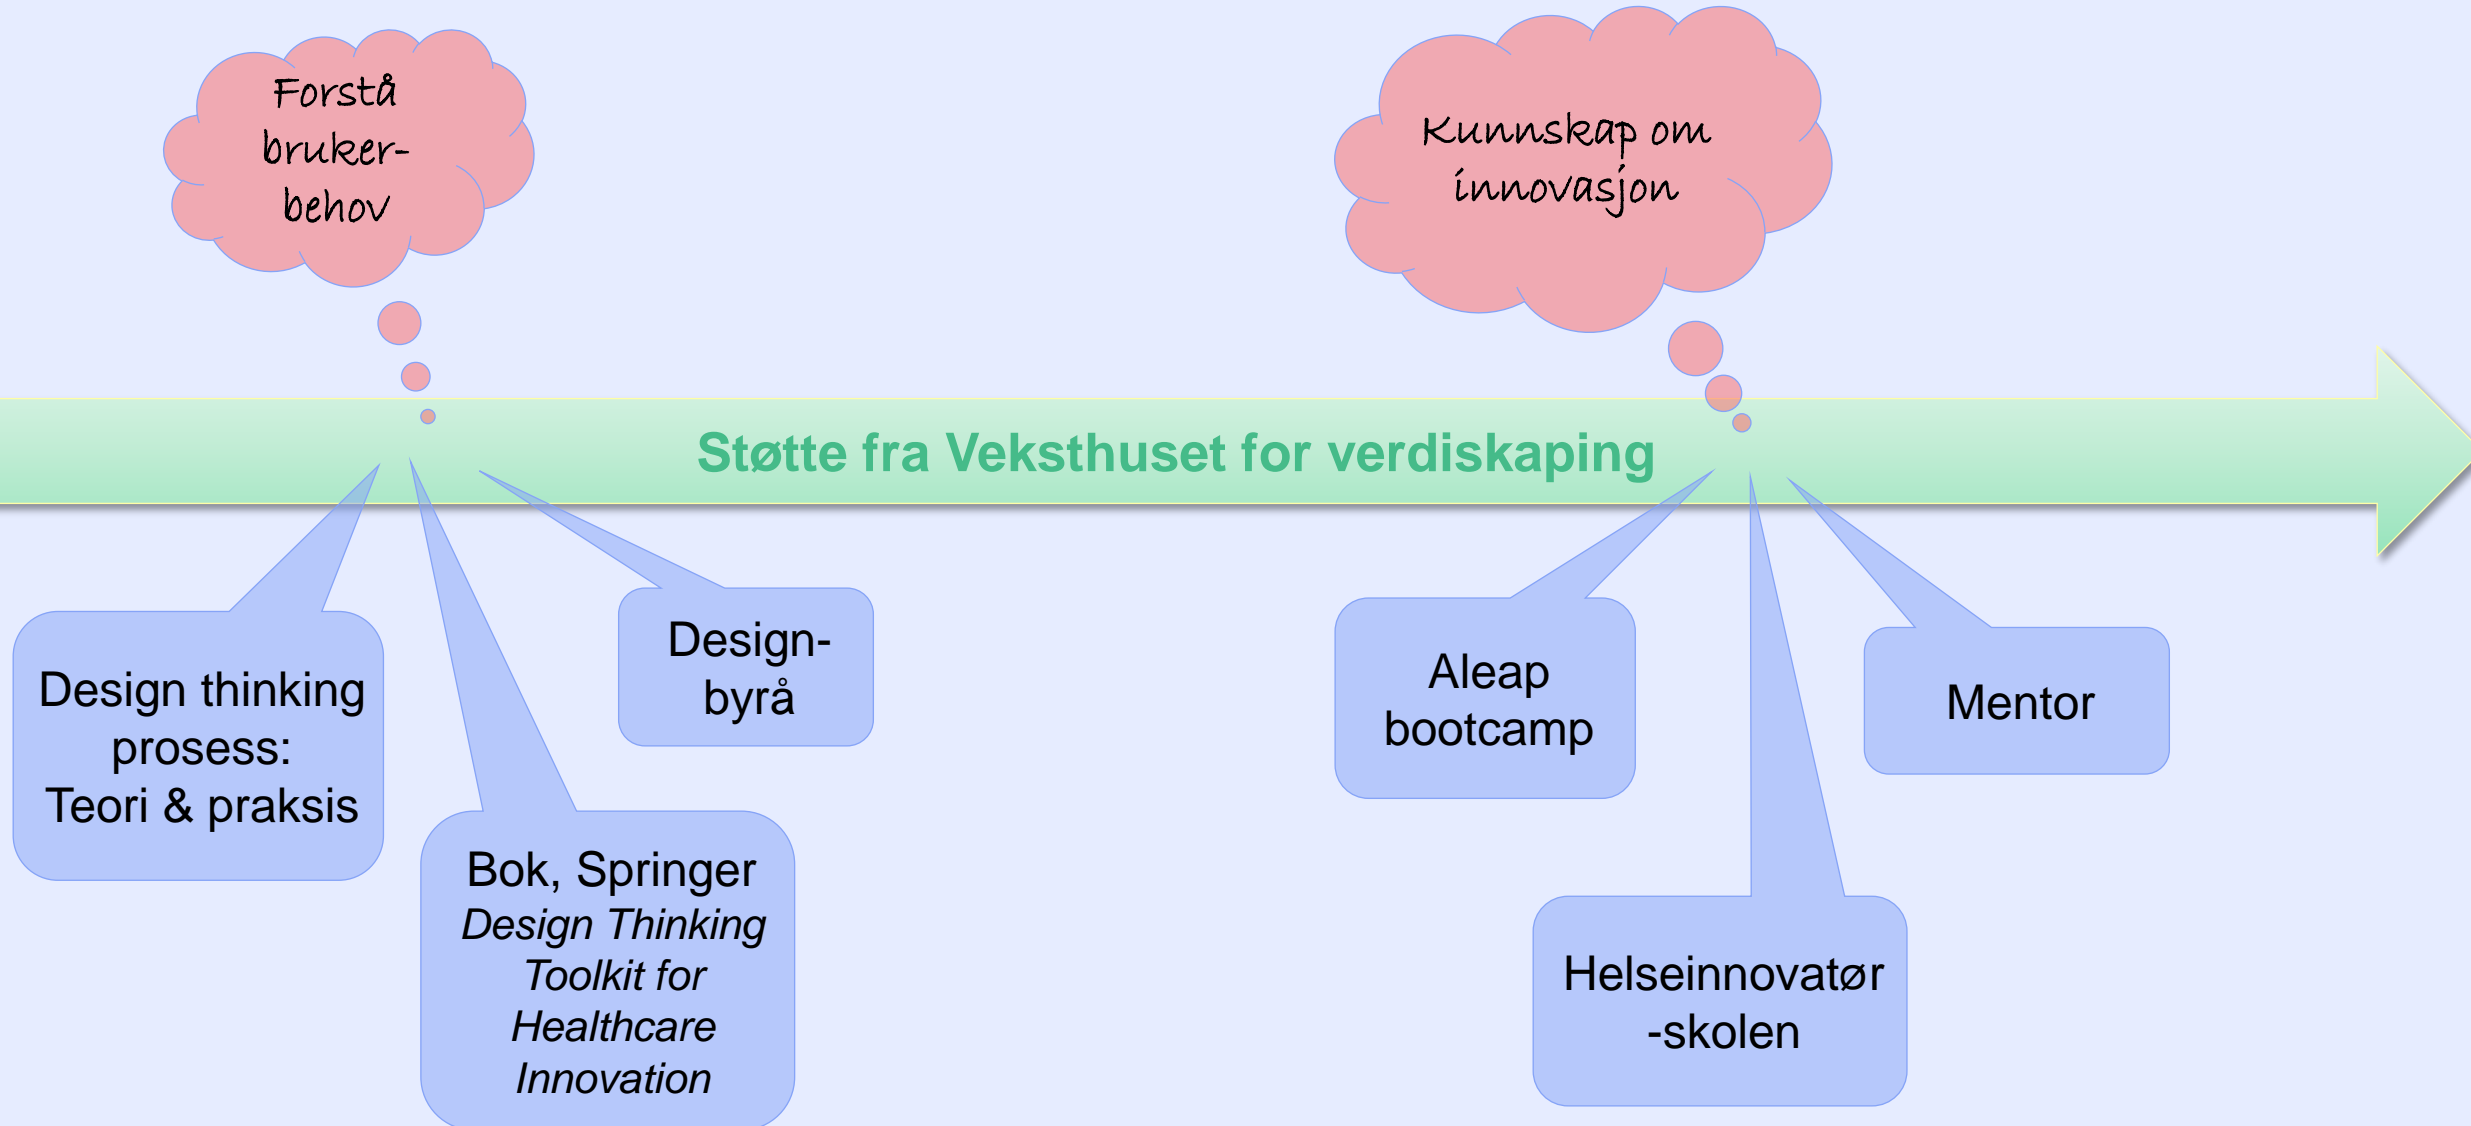 Forstå
bruker-
behov
Kunnskap om
innovasjon
Støtte fra Veksthuset for verdiskaping
Design thinking
prosess:
Teori & praksis
Bok, Springer
Design Thinking
Toolkit for
Healthcare
Innovation
Design-
byrå
Aleap
bootcamp
Helseinnovatør
-skolen
Mentor